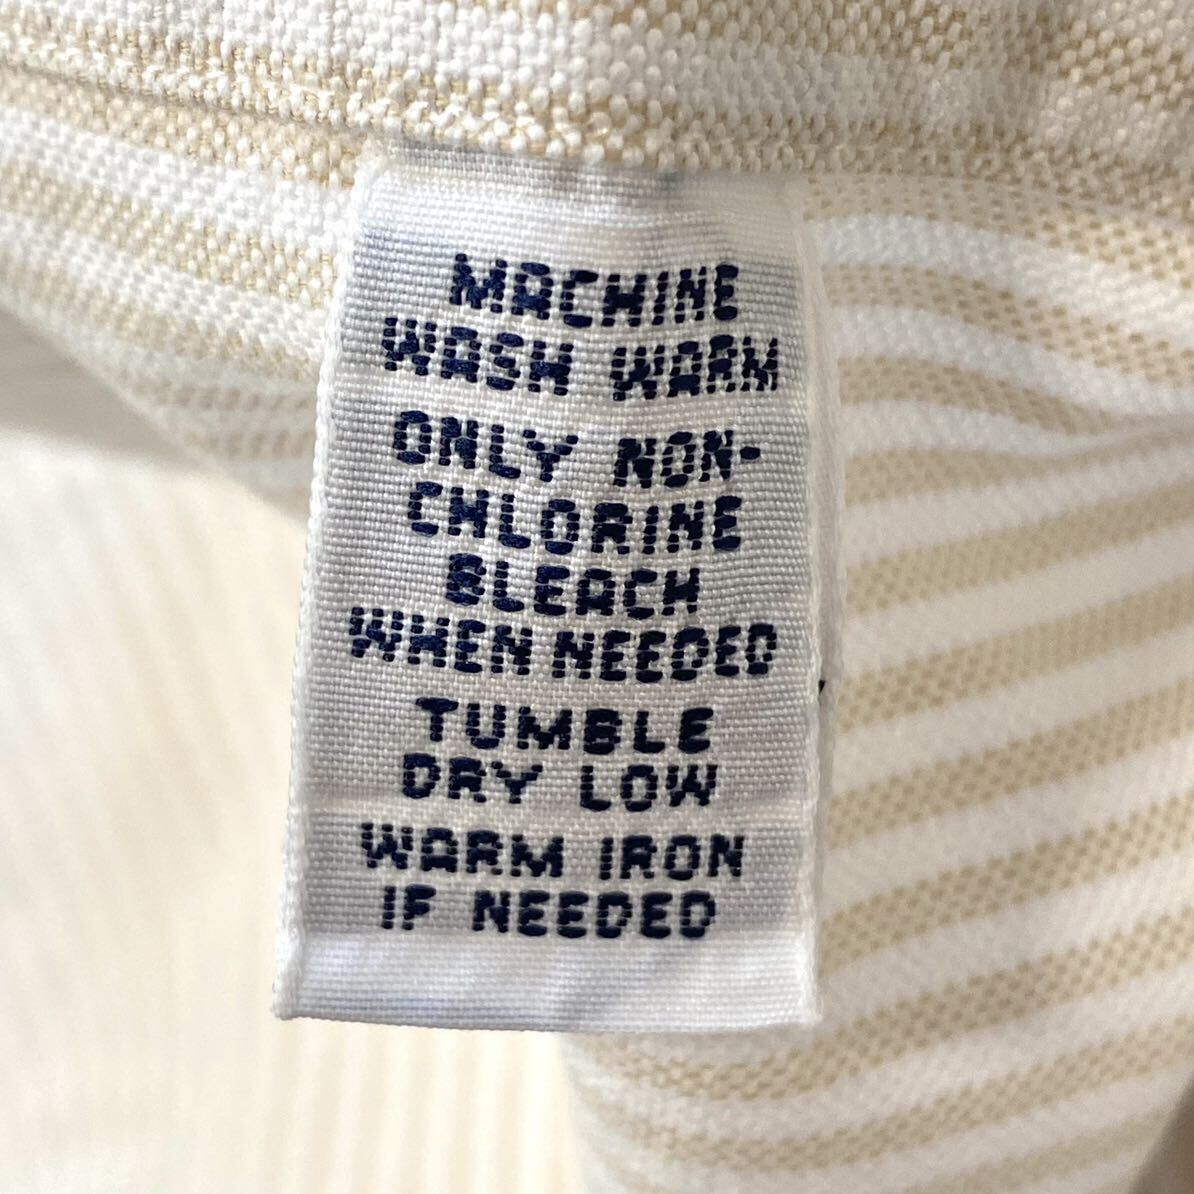 MACHINE
WASH WARM
ONLY NON-
CHLORINE
BLEACH
WHEN NEEDED
TUMBLE
DRY LOW
WARM IRON
IF NEEDED